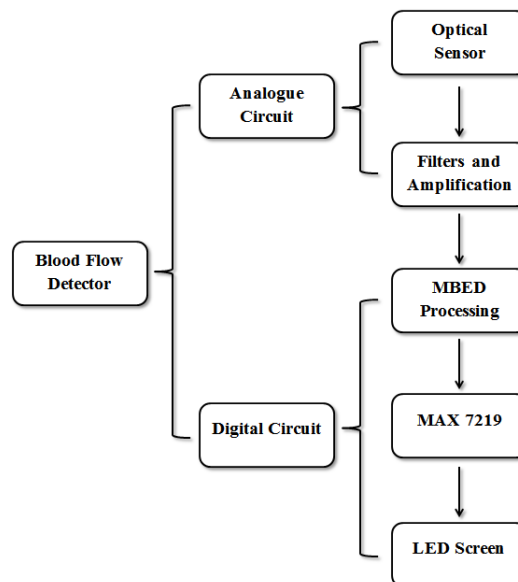 Optical
Sensor
Analogue
Circuit
Filters and
Amplification
Blood Flow
Detector
MBED
Processing
Digital Circuit
MAX 7219
LED Screen